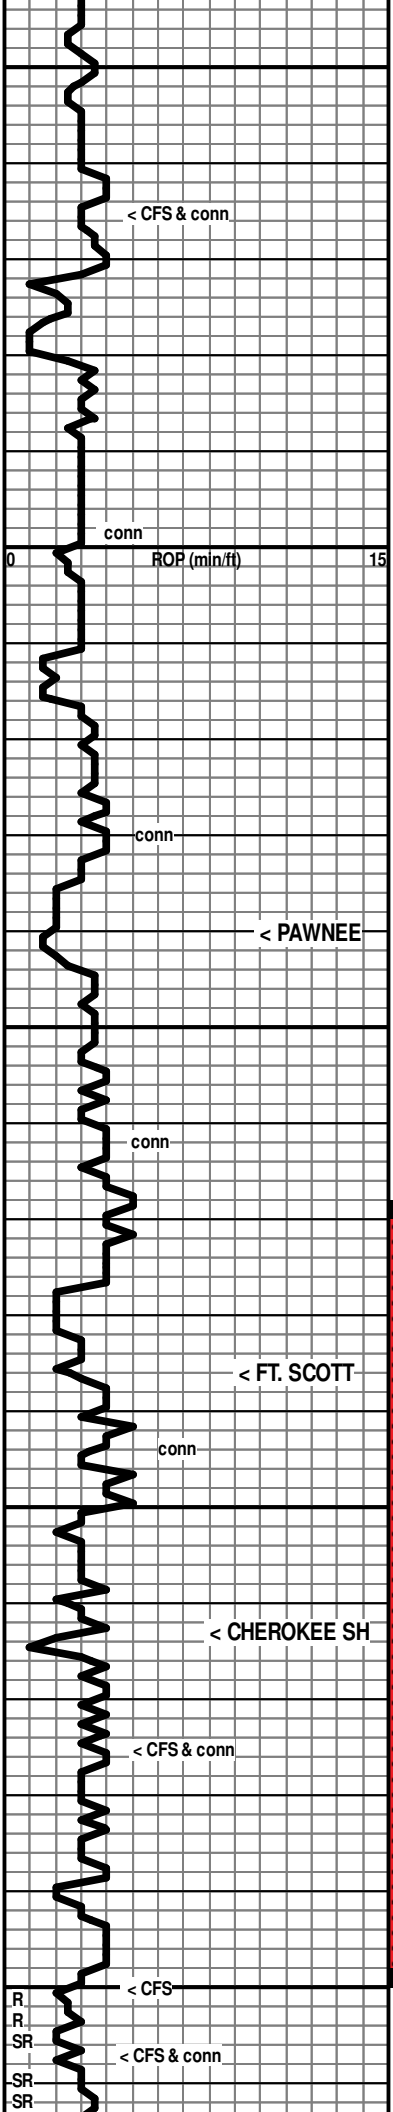 < CFS & conn
conn
0 ROP (min/ft) 15
conn
< PAWNEE
conn
< FT. SCOTT
conn
< CHEROKEE SH
< CFS & conn
< CFS
R
R
SR
< CFS & conn
SR
SR